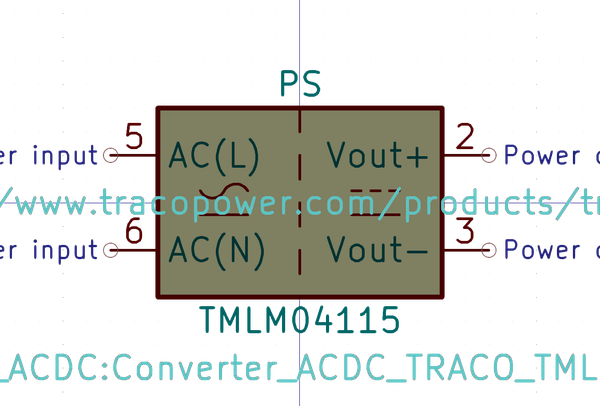 PS
5 2
er input AC(L) Vout+ Power
/www.tracopower.com/products/
6 3
er input AC(N) Vout- Power
TMLM04115
_ACDC:Converter_ACDC_TRACO_TML